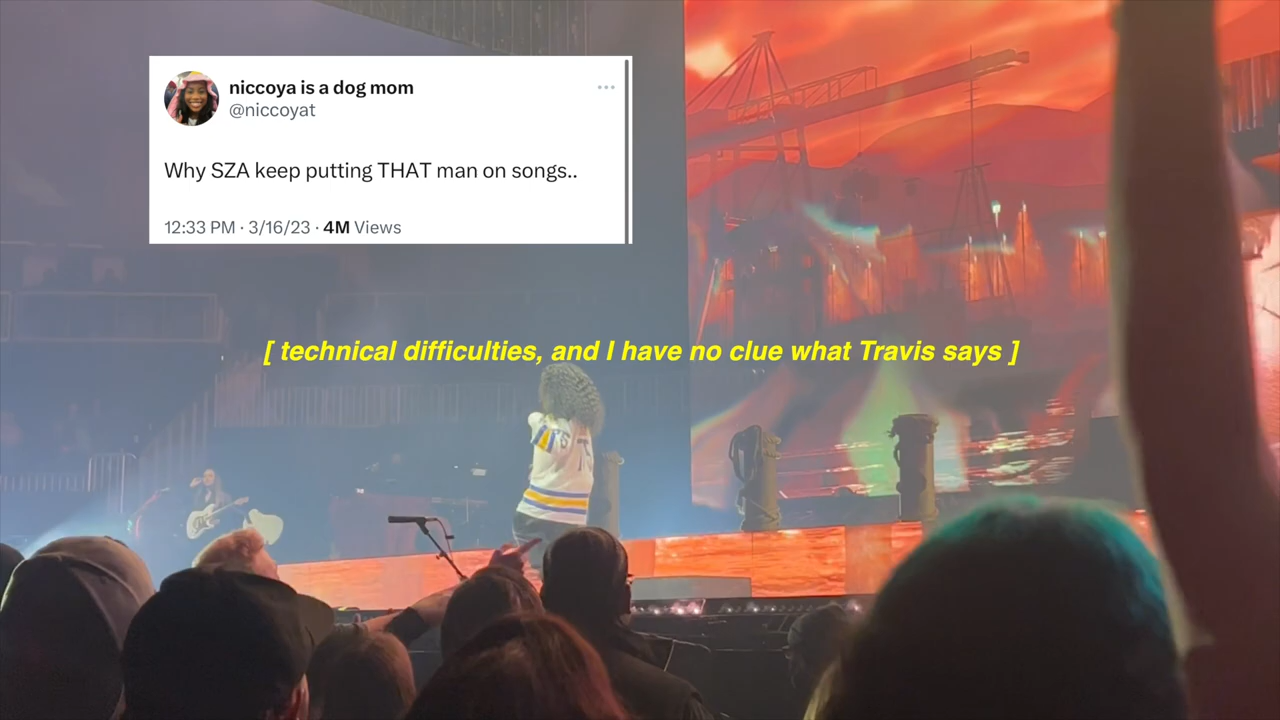 niccoya is a dog mom
@niccoyat
Why SZA keep putting THAT man on songs..
12:33 PM · 3/16/23 · 4M Views
[ technical difficulties, and I have no clue what Travis says ]